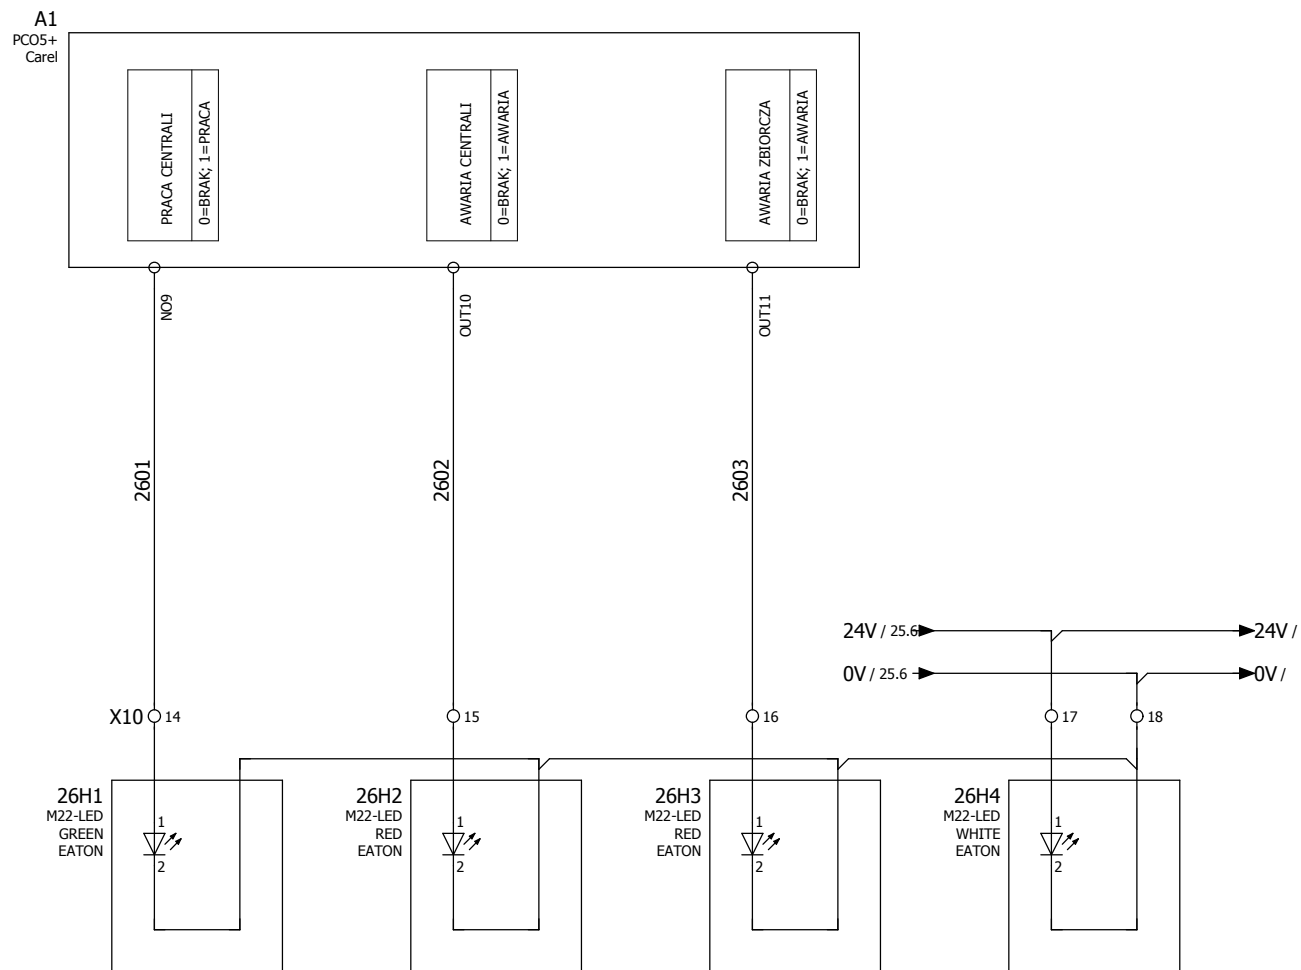 A1
PCO5+
Carel
PRACA CENTRALI
0=BRAK; 1=PRACA
AWARIA CENTRALI
0=BRAK; 1=AWARIA
AWARIA ZBIORCZA
0=BRAK; 1=AWARIA
NO9
OUT10
OUT11
2601
2602
2603
24V / 25.6
24V /
0V / 25.6
0V /
X10 14
15
16
17
18
26H1
M22-LED
GREEN
EATON
1
2
26H2
M22-LED
RED
EATON
1
2
26H3
M22-LED
RED
EATON
1
2
26H4
M22-LED
WHITE
EATON
1
2